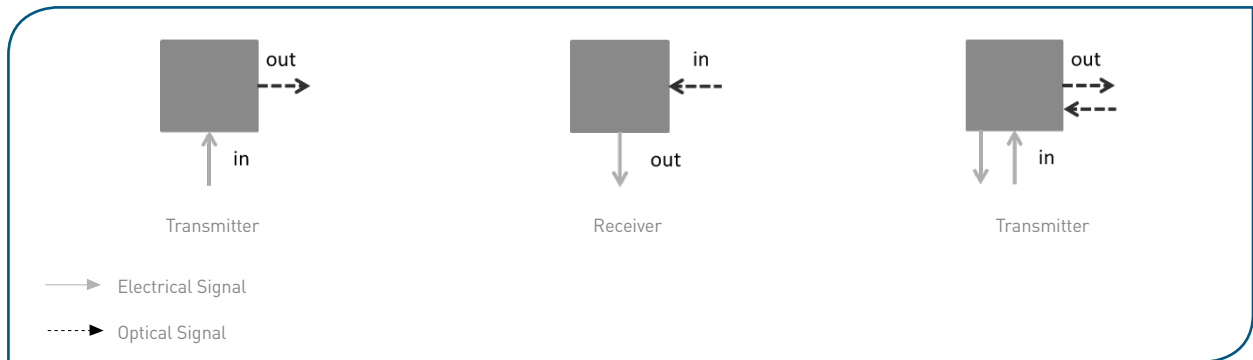 out
in
Transmitter
in
out
Receiver
out
in
Transmitter
Electrical Signal
Optical Signal